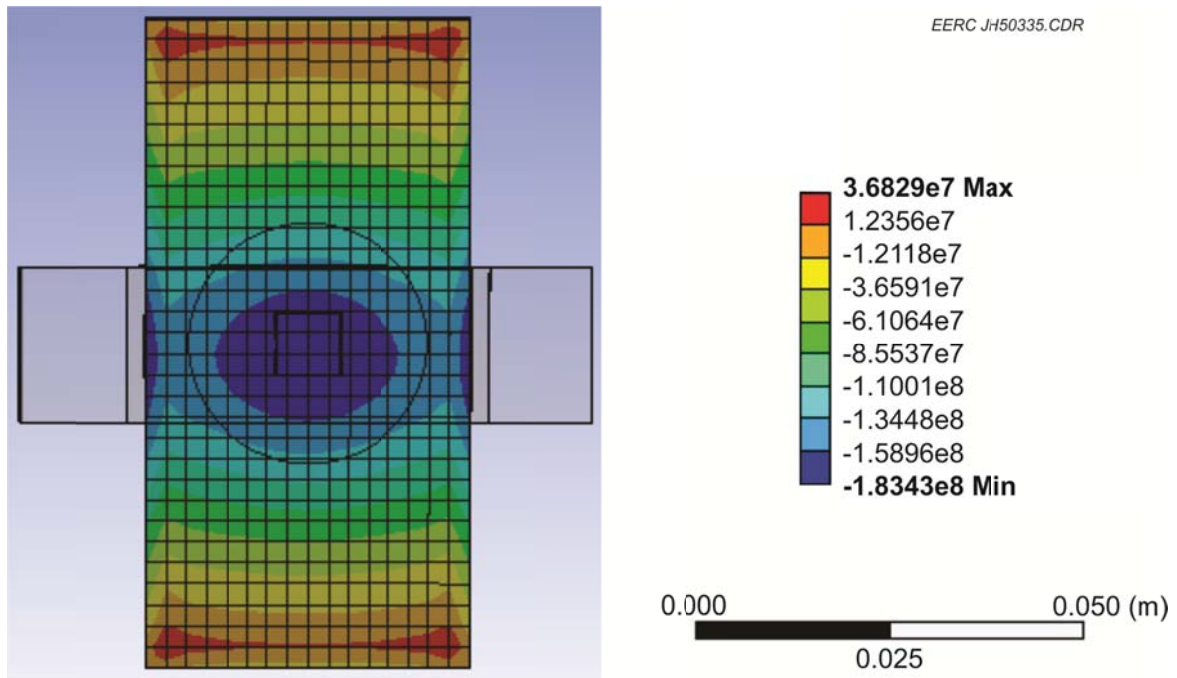 EERC JH50335.CDR
3.6829e7 Max
1.2356e7
-1.2118e7
-3.6591e7
-6.1064e7
-8.5537e7
-1.1001e8
-1.3448e8
-1.5896e8
-1.8343e8 Min
0.000 0.050 (m)
0.025